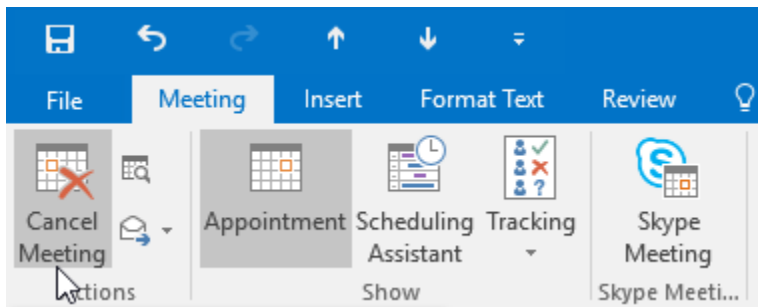 File Meeting Insert Format Text Review
Cancel Meeting
Appointment
Scheduling Assistant
Tracking
Skype Meeting
Show
Skype Meeti...